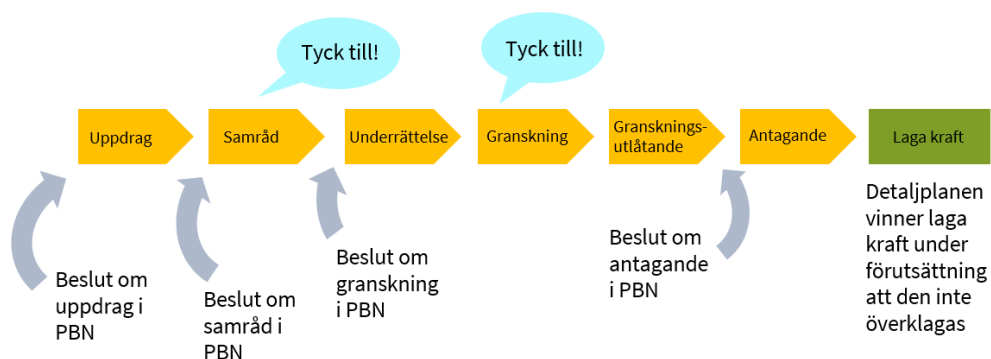 Tyck till!
Tyck till!
Uppdrag
Samråd
Underrättelse
Granskning
Gransknings-
utlåtande
Antagande
Laga kraft
Beslut om
uppdrag i
PBN
Beslut om
samråd i
PBN
Beslut om
granskning
i PBN
Beslut om
antagande
i PBN
Detaljplanen
vinner laga
kraft under
förutsättning
att den inte
överklagas